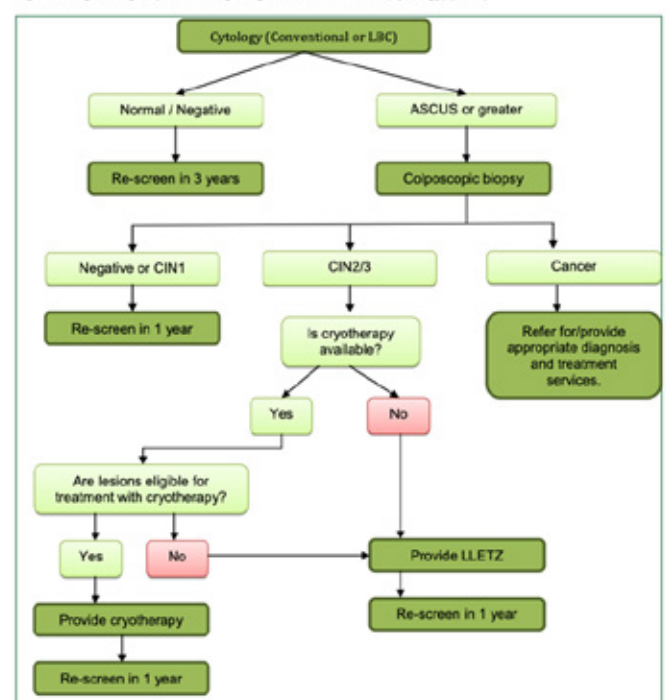 Cytology (Conventional or LBC)
Normal / Negative
ASCUS or greater
Re-screen in 3 years
Colposcopic biopsy
Negative or CIN1
CIN2/3
Cancer
Re-screen in 1 year
Is cryotherapy
available?
Refer for/provide
appropriate diagnosis
and treatment
services.
Yes
No
Are lesions eligible for
treatment with cryotherapy?
Yes
No
Provide LLETZ
Provide cryotherapy
Re-screen in 1 year
Re-screen in 1 year